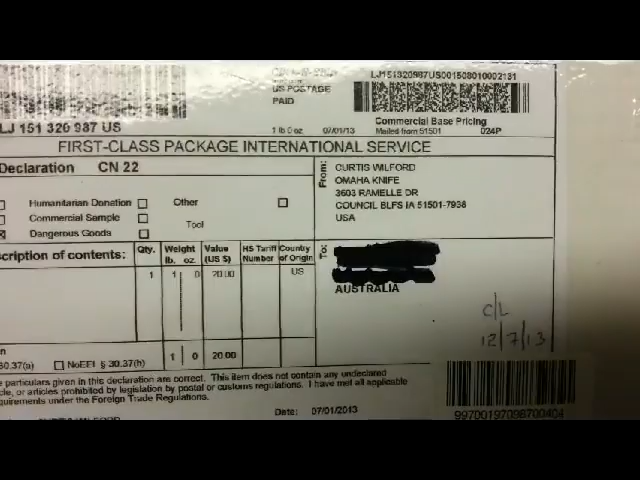 LJ151320987US001508010002131
US POSTAGE
PAID
LJ 151 320 987 US
1 lb 0 oz. 07/01/13
Commercial Base Pricing
Mailed from 51501 024P
FIRST-CLASS PACKAGE INTERNATIONAL SERVICE
Declaration CN 22
Humanitarian Donation Other
Commercial Sample
Tool
Dangerous Goods
From:
CURTIS WILFORD
OMAHA KNIFE
3603 RAMELLE DR
COUNCIL BLFS IA 51501-7938
USA
cription of contents: Qty. Weight lb. oz. Value (US $) HS Tariff Number Country of Origin
1 1 0 20.00 US
To:
AUSTRALIA
C/L
12/7/13
30.37(a) NoEEI § 30.37(h) 1 0 20.00
particulars given in this declaration are correct. This item does not contain any undeclared
cle, or articles prohibited by legislation by postal or customs regulations. I have met all applicable
quirements under the Foreign Trade Regulations.
Date: 07/01/2013
99700197098700404